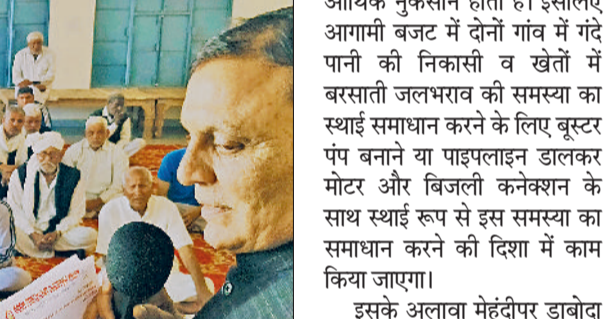 आर्थिक नुकसान होता है। इसलिए
आगामी बजट में दोनों गांव में गंदे
पानी की निकासी व खेतों में
बरसाती जलभराव की समस्या का
स्थाई समाधान करने के लिए बूस्टर
पंप बनाने या पाइपलाइन डालकर
मोटर और बिजली कनेक्शन के
साथ स्थाई रूप से इस समस्या का
समाधान करने की दिशा में काम
किया जाएगा।
इसके अलावा मेहंदीपुर डाबोदा